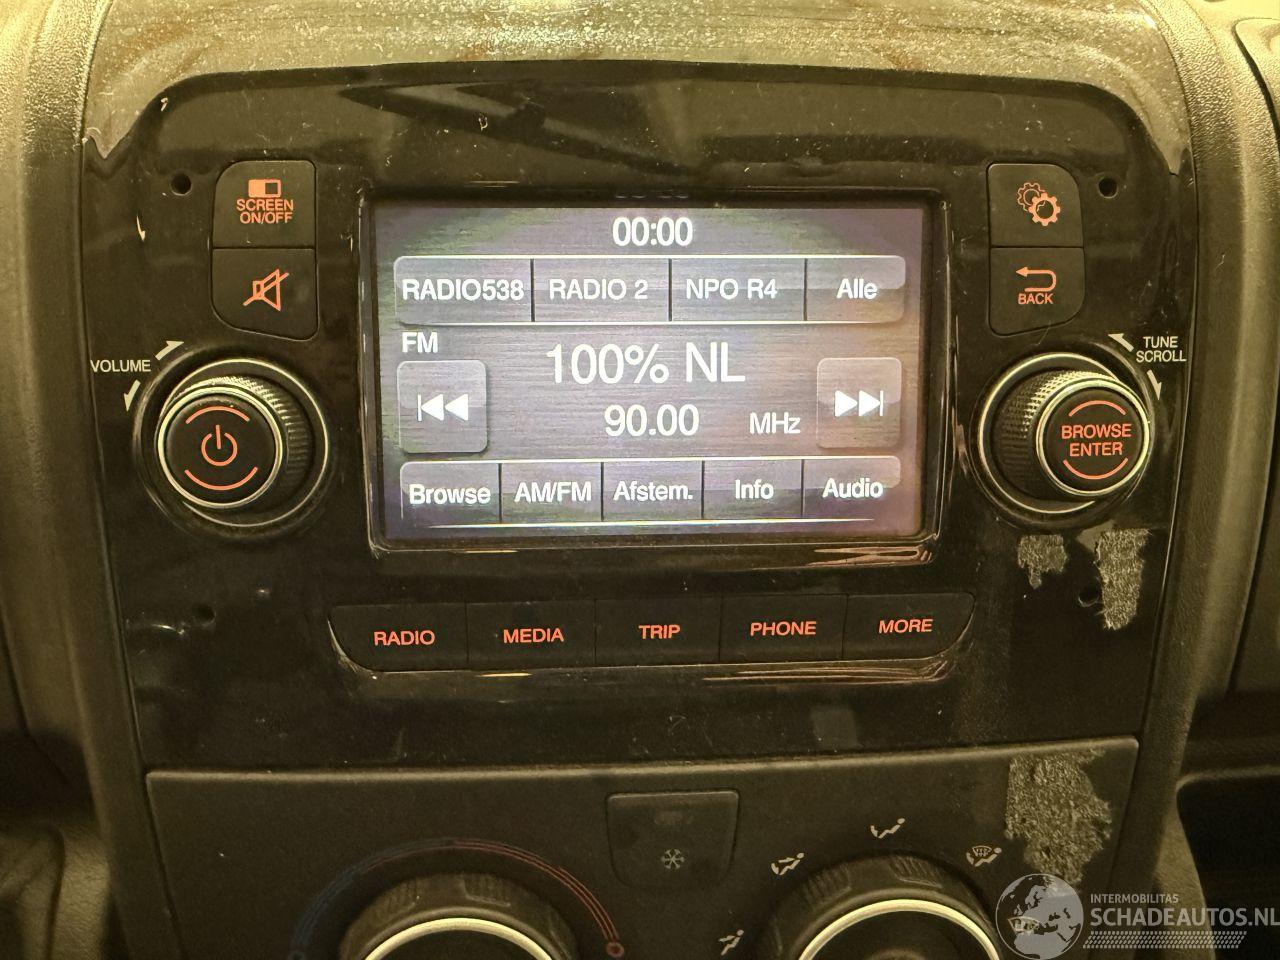 SCREEN
ON/OFF
00:00
RADIO538 RADIO 2 NPO R4 Alle
BACK
VOLUME
FM
TUNE
SCROLL
100% NL
90.00 MHz
BROWSE
ENTER
Browse AM/FM Afstem. Info Audio
RADIO MEDIA TRIP PHONE MORE
INTERMOBILITAS
SCHADEAUTOS.NL